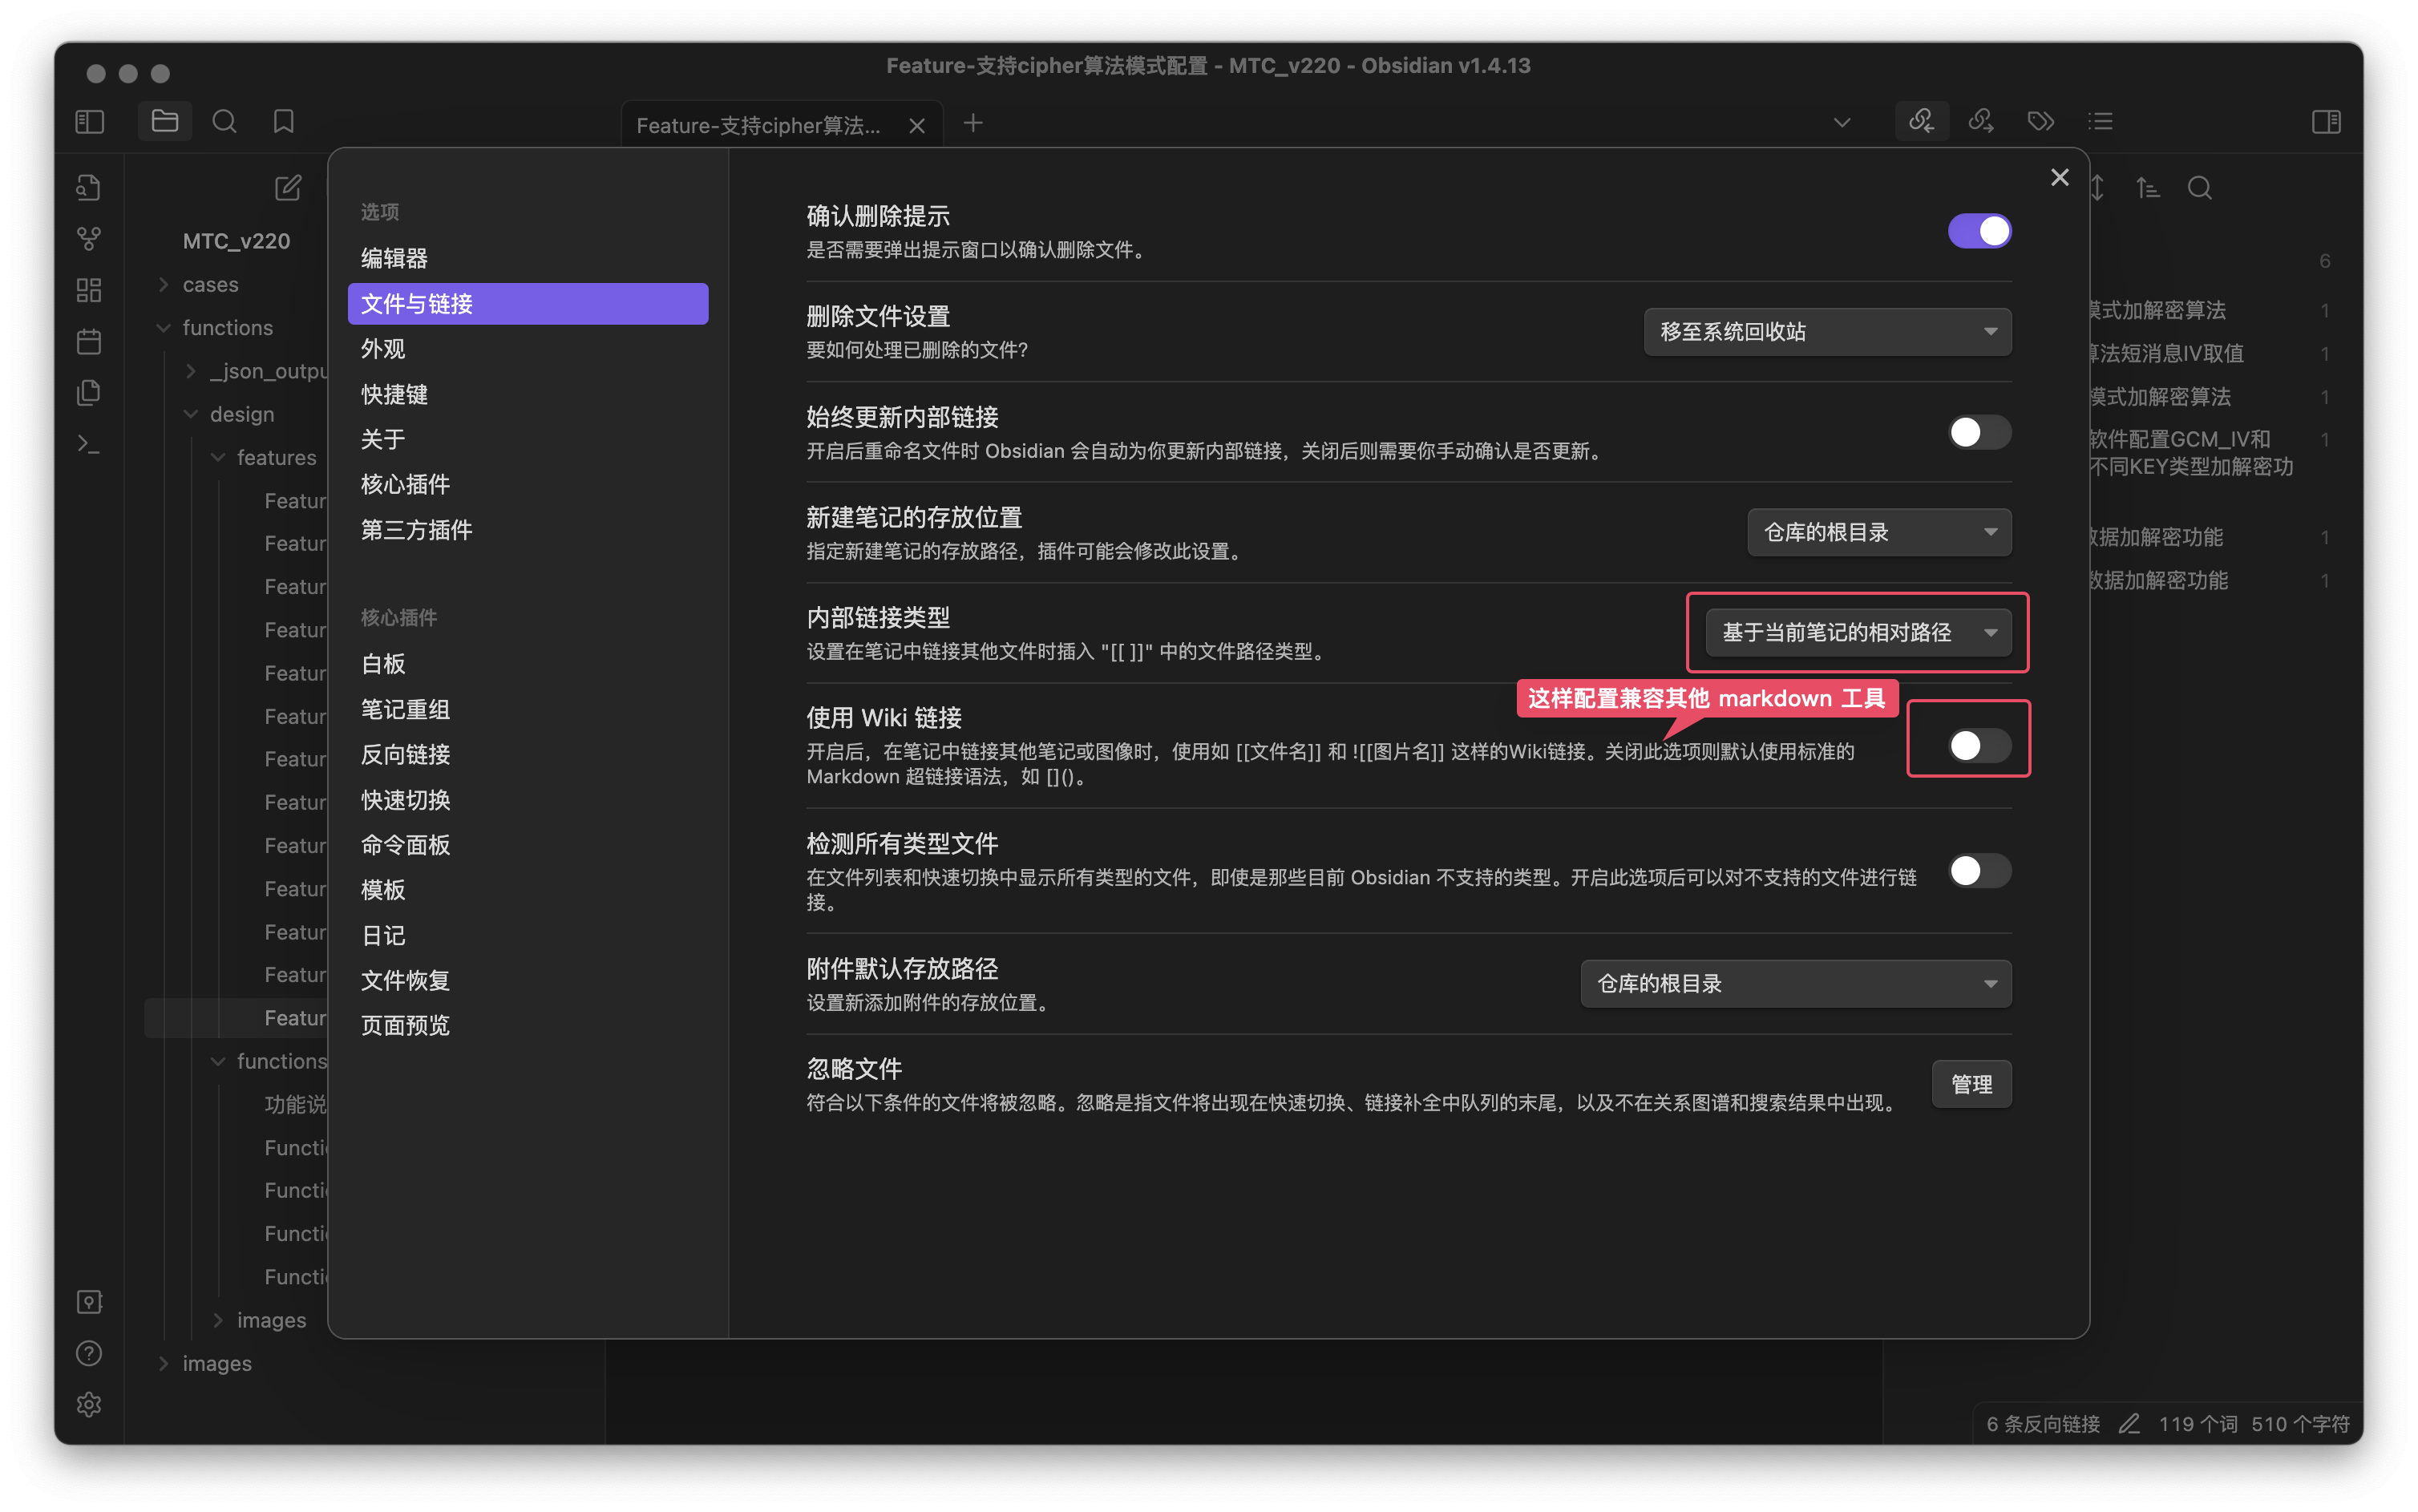 Feature-支持cipher算法模式配置 - MTC_v220 - Obsidian v1.4.13
Feature-支持cipher算法...
MTC_v220
cases
functions
_json_outpu
design
features
Featur
Featur
Featur
Featur
Featur
Featur
Featur
Featur
Featur
Featur
Featur
Featur
Featur
functions
功能说
Functi
Functi
Functi
Functi
images
images
选项
编辑器
文件与链接
外观
快捷键
关于
核心插件
第三方插件
核心插件
白板
笔记重组
反向链接
快速切换
命令面板
模板
日记
文件恢复
页面预览
确认删除提示
是否需要弹出提示窗口以确认删除文件。
删除文件设置
要如何处理已删除的文件?
移至系统回收站
始终更新内部链接
开启后重命名文件时 Obsidian 会自动为你更新内部链接，关闭后则需要你手动确认是否更新。
新建笔记的存放位置
指定新建笔记的存放路径，插件可能会修改此设置。
仓库的根目录
内部链接类型
设置在笔记中链接其他文件时插入 "[[ ]]" 中的文件路径类型。
基于当前笔记的相对路径
这样配置兼容其他 markdown 工具
使用 Wiki 链接
开启后，在笔记中链接其他笔记或图像时，使用如 [[文件名]] 和 ![[图片名]] 这样的Wiki链接。关闭此选项则默认使用标准的
Markdown 超链接语法，如 []()。
检测所有类型文件
在文件列表和快速切换中显示所有类型的文件，即使是那些目前 Obsidian 不支持的类型。开启此选项后可以对不支持的文件进行链
接。
附件默认存放路径
设置新添加附件的存放位置。
仓库的根目录
忽略文件
符合以下条件的文件将被忽略。忽略是指文件将出现在快速切换、链接补全中队列的末尾，以及不在关系图谱和搜索结果中出现。
管理
6
模式加解密算法 1
算法短消息IV取值 1
模式加解密算法 1
软件配置GCM_IV和 1
不同KEY类型加解密功
数据加解密功能 1
数据加解密功能 1
6 条反向链接 119 个词 510 个字符